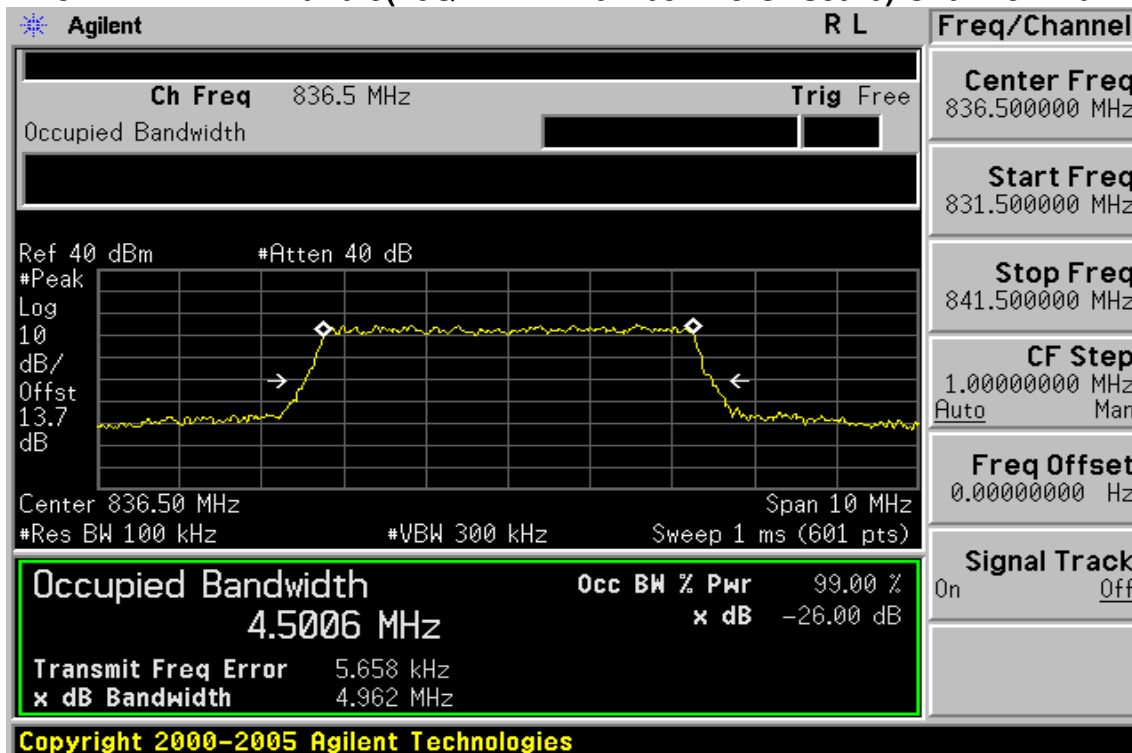 Agilent R L
Ch Freq 836.5 MHz Trig Free
Occupied Bandwidth
Ref 40 dBm #Atten 40 dB
#Peak
Log
10
dB/
Offst
13.7
dB
Center 836.50 MHz Span 10 MHz
#Res BW 100 kHz #VBW 300 kHz Sweep 1 ms (601 pts)
Occupied Bandwidth Occ BW % Pwr 99.00 %
4.5006 MHz x dB -26.00 dB
Transmit Freq Error 5.658 kHz
x dB Bandwidth 4.962 MHz
Copyright 2000-2005 Agilent Technologies
Freq/Channel
Center Freq
836.500000 MHz
Start Freq
831.500000 MHz
Stop Freq
841.500000 MHz
CF Step
1.00000000 MHz
Auto Man
Freq Offset
0.00000000 Hz
Signal Track
On Off